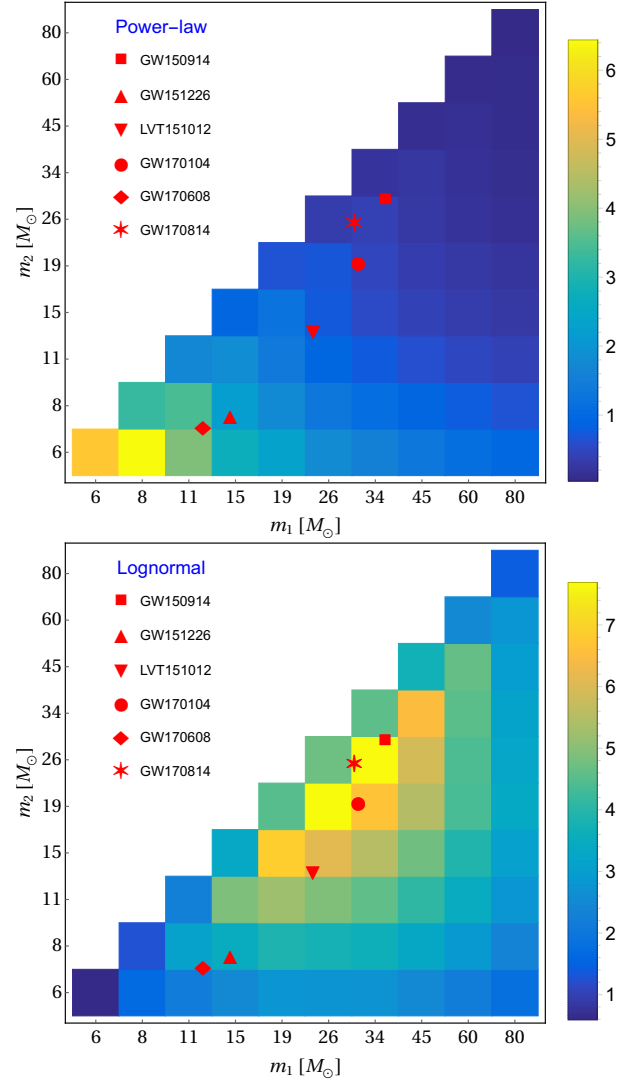 Power-law
GW150914
GW151226
LVT151012
GW170104
GW170608
GW170814
80
60
45
34
26
19
15
11
8
6
m₂ [M⊙]
6 8 11 15 19 26 34 45 60 80
m₁ [M⊙]
6
5
4
3
2
1
Lognormal
GW150914
GW151226
LVT151012
GW170104
GW170608
GW170814
80
60
45
34
26
19
15
11
8
6
m₂ [M⊙]
6 8 11 15 19 26 34 45 60 80
m₁ [M⊙]
7
6
5
4
3
2
1